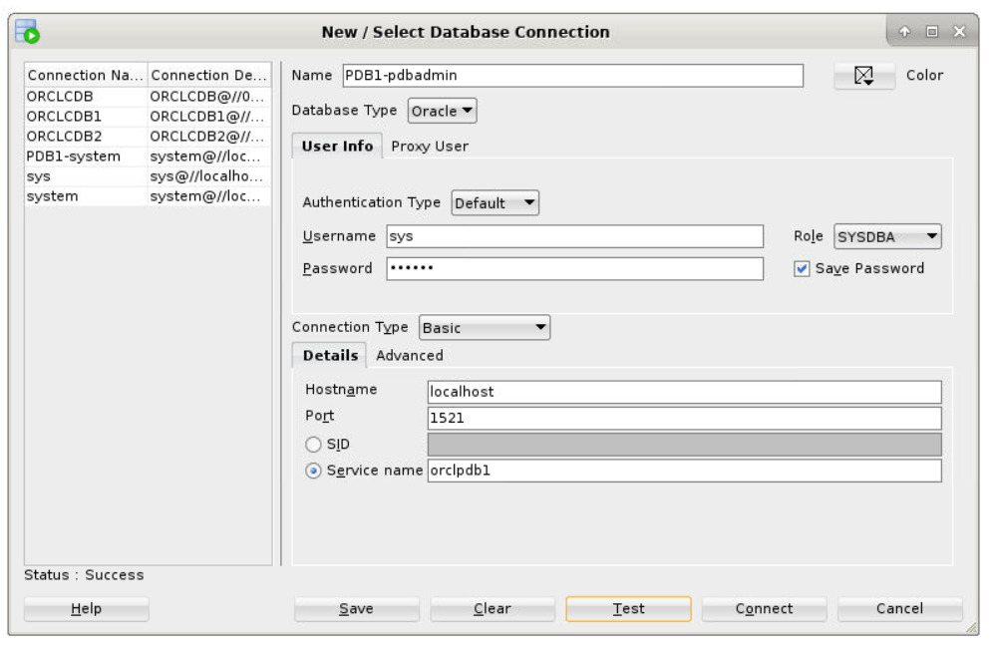 New / Select Database Connection
Connection Na... Connection De...
ORCLCDB ORCLCDB@//0...
ORCLCDB1 ORCLCDB1@//...
ORCLCDB2 ORCLCDB2@//...
PDB1-system system@//loc...
sys sys@//localho...
system system@//loc...
Name PDB1-pdbadmin Color
Database Type Oracle
User Info Proxy User
Authentication Type Default
Username sys Role SYSDBA
Password •••••• Save Password
Connection Type Basic
Details Advanced
Hostname localhost
Port 1521
SID
Service name orclpdb1
Status : Success
Help Save Clear Test Connect Cancel